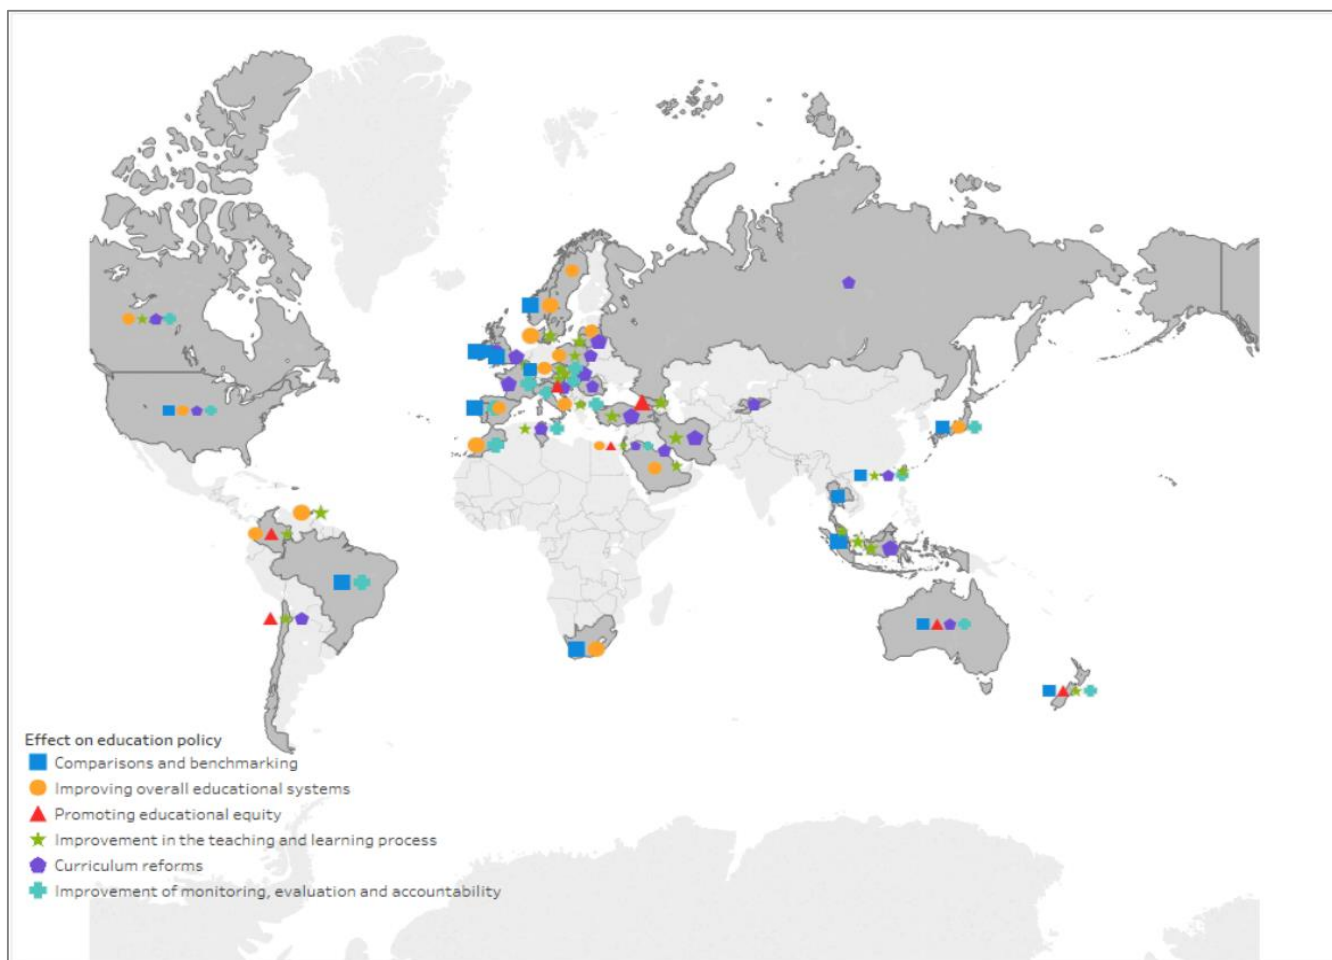 Effect on education policy
Comparisons and benchmarking
Improving overall educational systems
Promoting educational equity
Improvement in the teaching and learning process
Curriculum reforms
Improvement of monitoring, evaluation and accountability